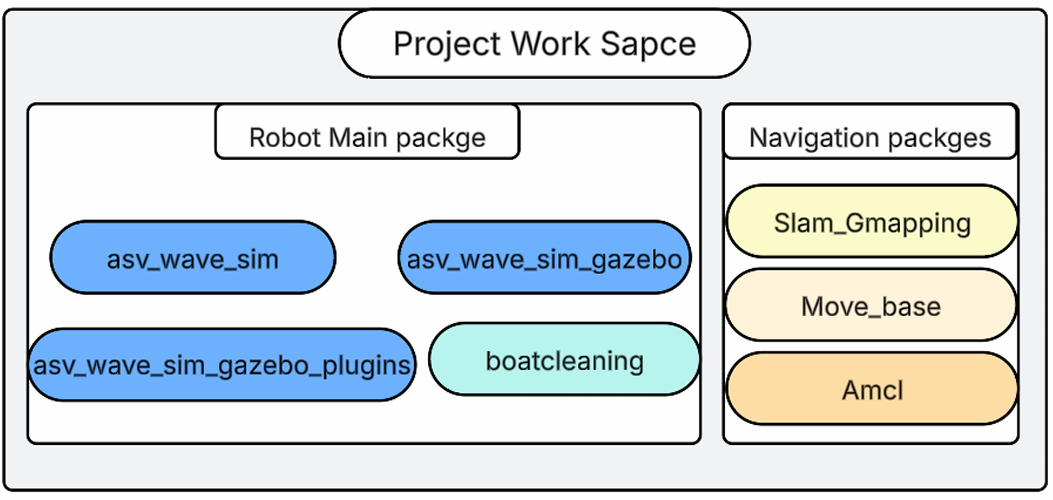 Project Work Sapce
Robot Main packge
Navigation packges
asv_wave_sim
asv_wave_sim_gazebo
asv_wave_sim_gazebo_plugins
boatcleaning
Slam_Gmapping
Move_base
Amcl